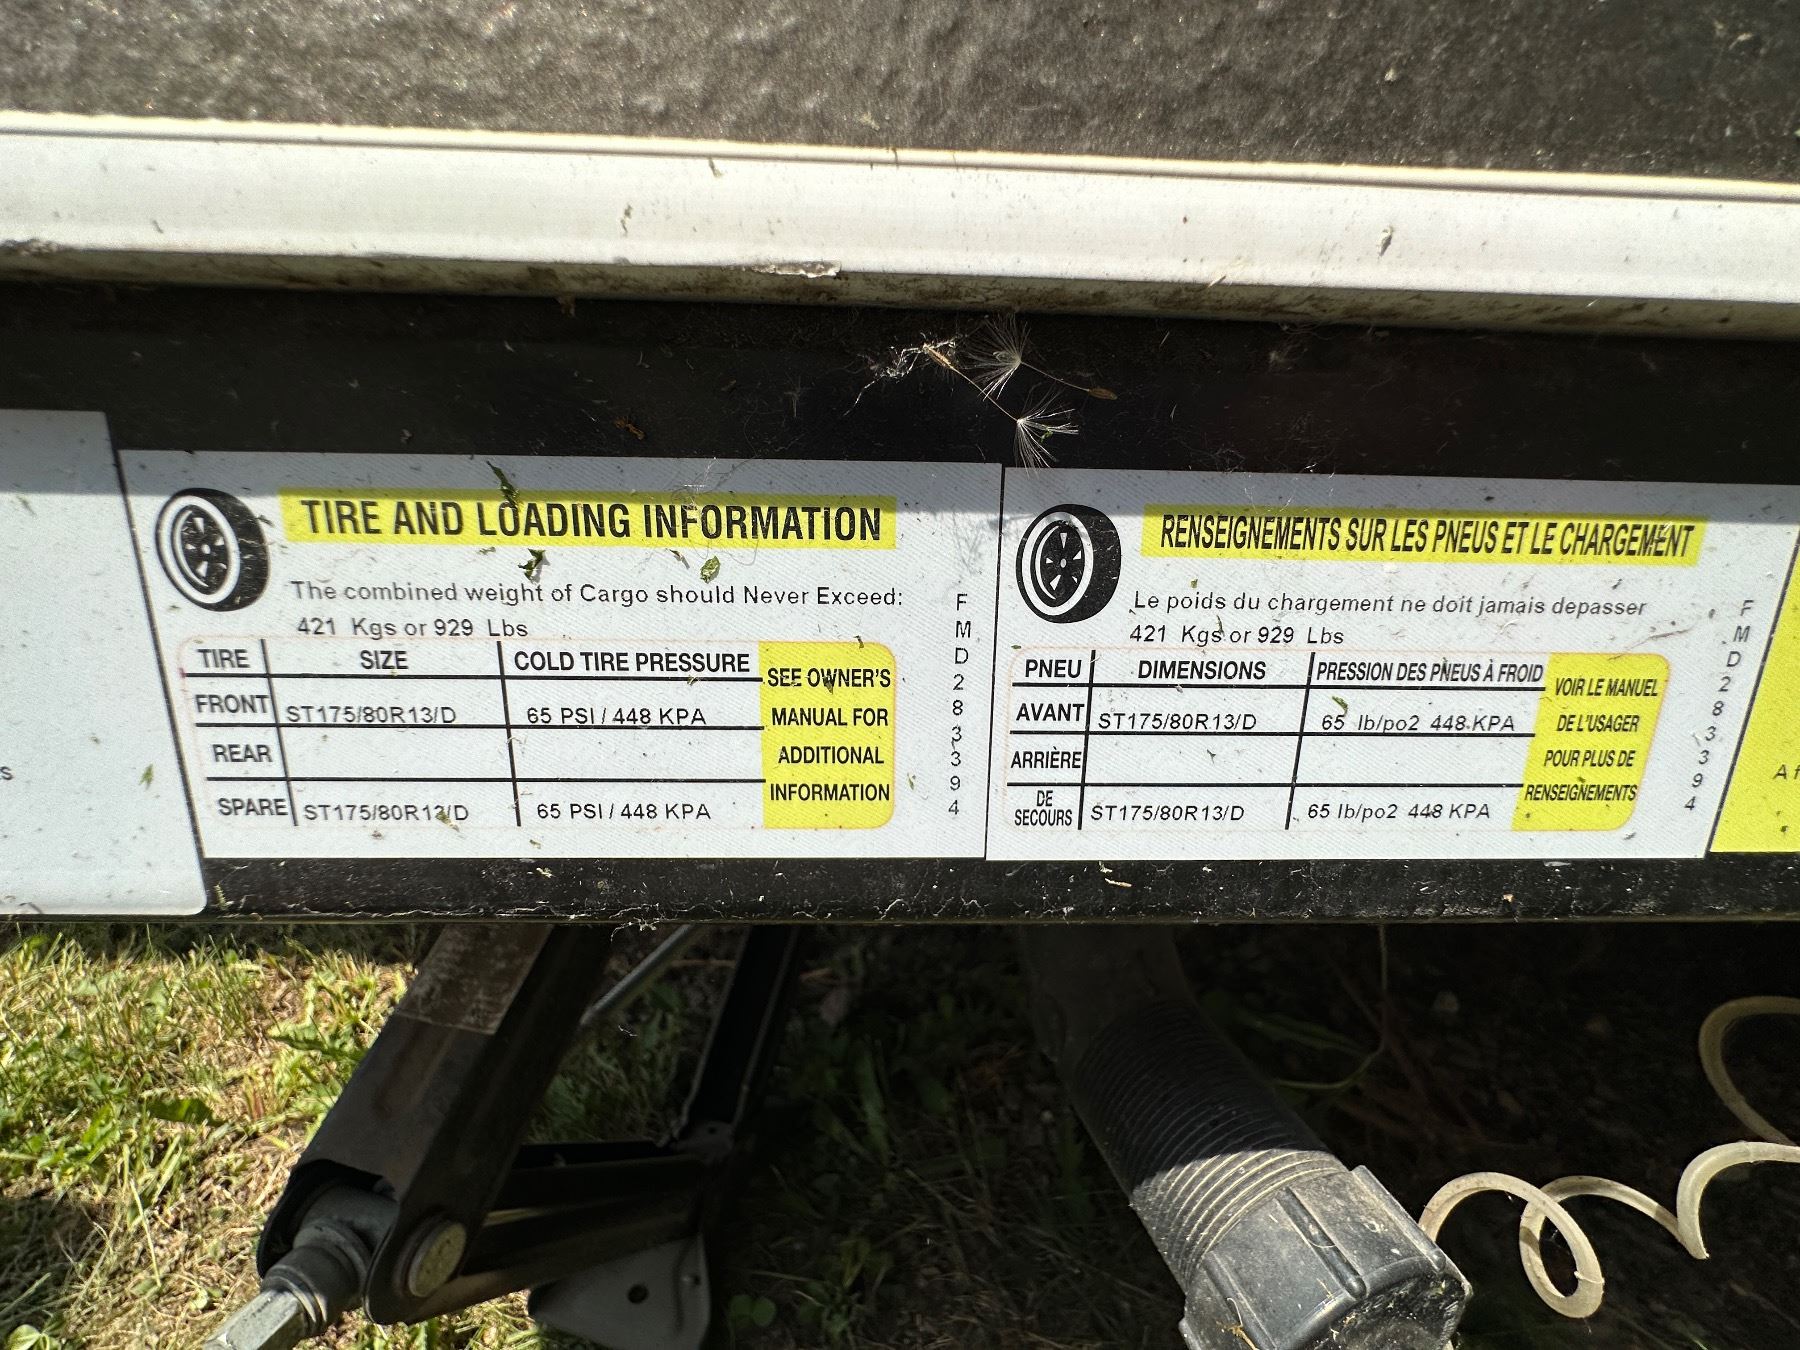 TIRE AND LOADING INFORMATION
The combined weight of Cargo should Never Exceed:
421 Kgs or 929 Lbs
TIRE SIZE COLD TIRE PRESSURE
FRONT ST175/80R13/D 65 PSI / 448 KPA
REAR
SPARE ST175/80R13/D 65 PSI / 448 KPA
SEE OWNER'S
MANUAL FOR
ADDITIONAL
INFORMATION
FMD283394
RENSEIGNEMENTS SUR LES PNEUS ET LE CHARGEMENT
Le poids du chargement ne doit jamais depasser
421 Kgs or 929 Lbs
PNEU DIMENSIONS PRESSION DES PNEUS À FROID
AVANT ST175/80R13/D 65 lb/po2 448 KPA
ARRIÈRE
DE
SECOURS ST175/80R13/D 65 lb/po2 448 KPA
VOIR LE MANUEL
DE L'USAGER
POUR PLUS DE
RENSEIGNEMENTS
FMD283394